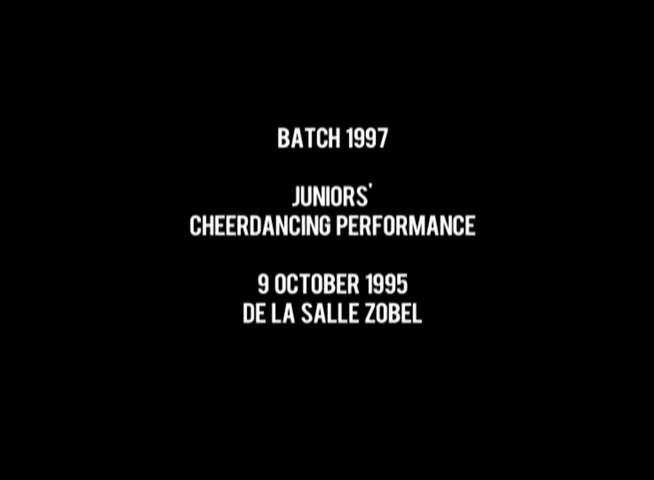 BATCH 1997
JUNIORS'
CHEERDANCING PERFORMANCE
9 OCTOBER 1995
DE LA SALLE ZOBEL